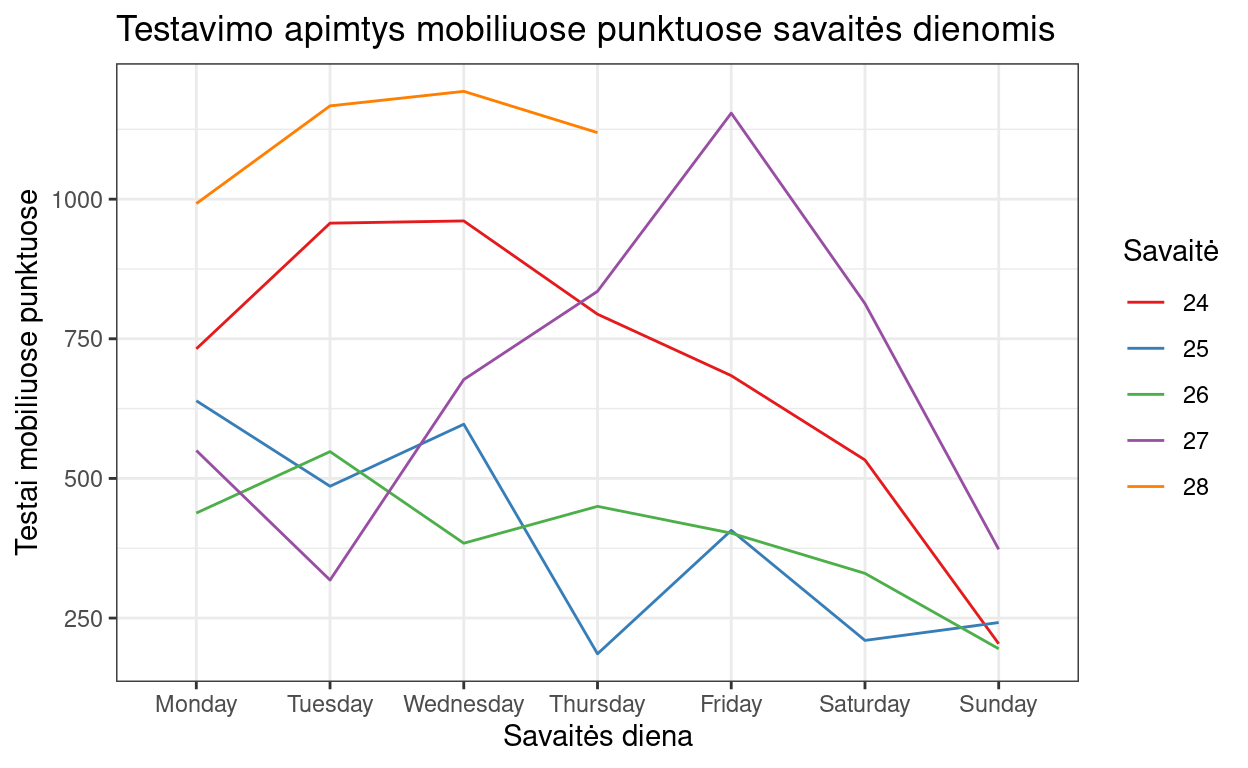 Testavimo apimtys mobiliuose punktuose savaitės dienomis
Testai mobiliuose punktuose
1000
750
500
250
Monday Tuesday Wednesday Thursday Friday Saturday Sunday
Savaitės diena
Savaitė
24
25
26
27
28